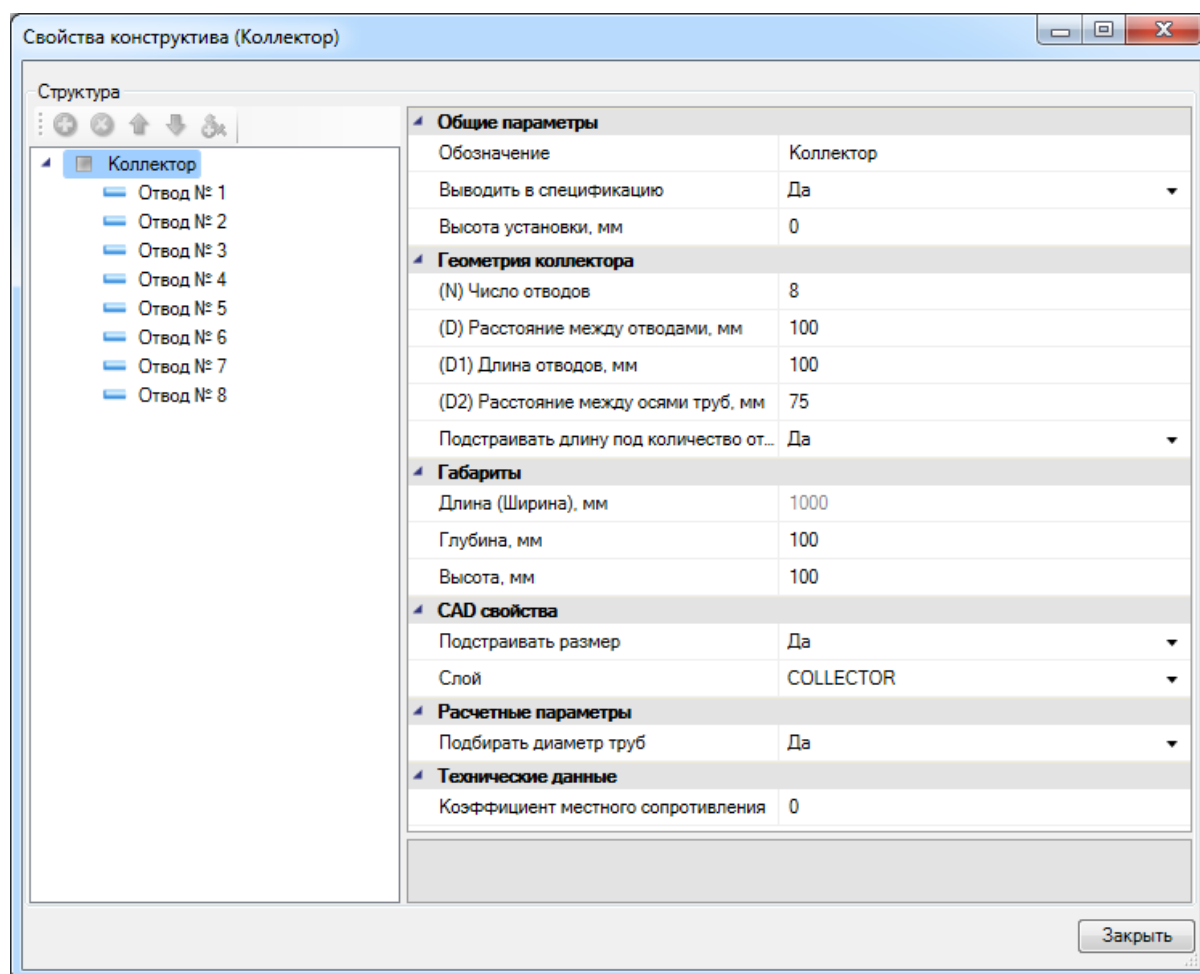 Свойства конструктива (Коллектор)
Структура
Коллектор
Отвод № 1
Отвод № 2
Отвод № 3
Отвод № 4
Отвод № 5
Отвод № 6
Отвод № 7
Отвод № 8
Общие параметры
Обозначение Коллектор
Выводить в спецификацию Да
Высота установки, мм 0
Геометрия коллектора
(N) Число отводов 8
(D) Расстояние между отводами, мм 100
(D1) Длина отводов, мм 100
(D2) Расстояние между осями труб, мм 75
Подстраивать длину под количество от... Да
Габариты
Длина (Ширина), мм 1000
Глубина, мм 100
Высота, мм 100
CAD свойства
Подстраивать размер Да
Слой COLLECTOR
Расчетные параметры
Подбирать диаметр труб Да
Технические данные
Коэффициент местного сопротивления 0
Закрыть